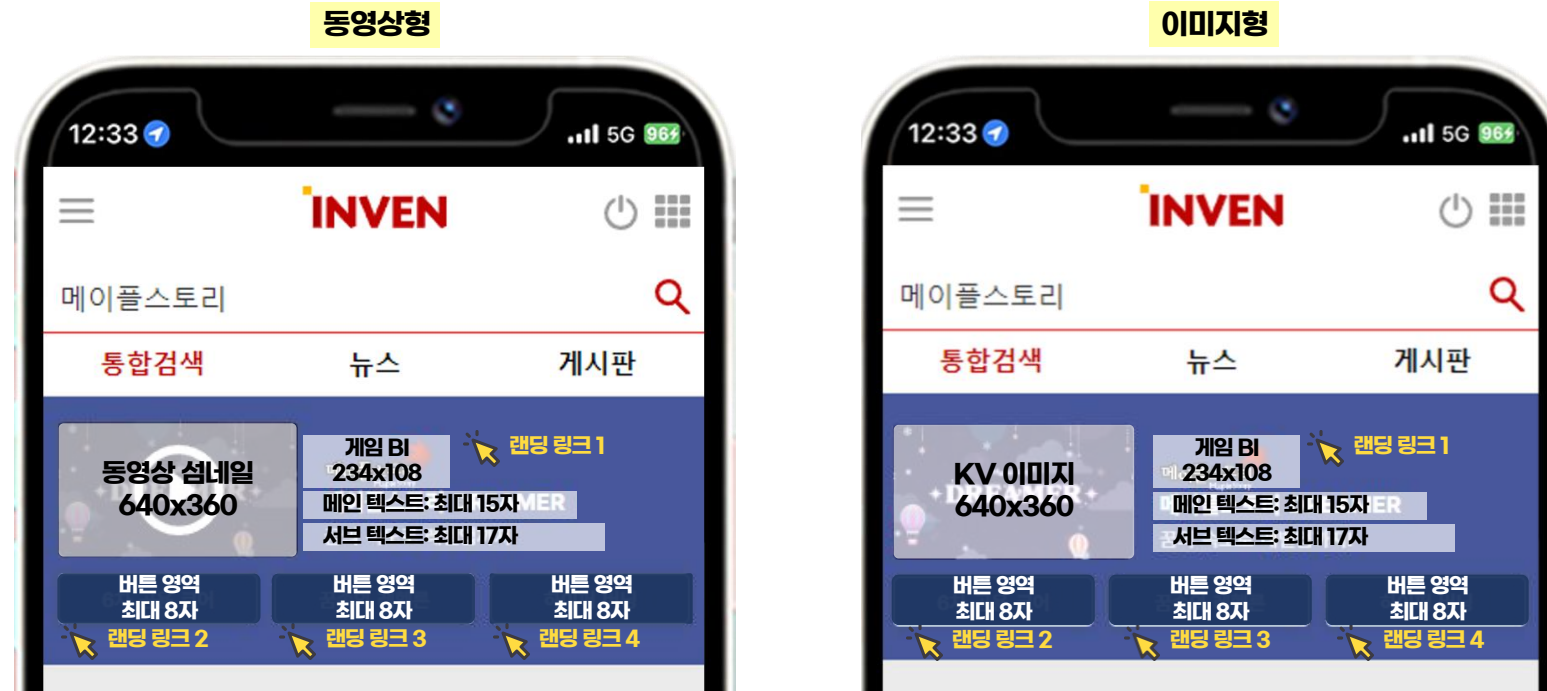 동영상형
이미지형
12:33
5G 96
INVEN
메이플스토리
통합검색 뉴스 게시판
동영상 섬네일
640x360
게임 BI
234x108
랜딩 링크 1
메인 텍스트: 최대 15자
서브 텍스트: 최대 17자
버튼 영역
최대 8자
버튼 영역
최대 8자
버튼 영역
최대 8자
랜딩 링크 2
랜딩 링크 3
랜딩 링크 4
12:33
5G 96
INVEN
메이플스토리
통합검색 뉴스 게시판
KV 이미지
640x360
DREAMER
게임 BI
234x108
랜딩 링크 1
메인 텍스트: 최대 15자
서브 텍스트: 최대 17자
버튼 영역
최대 8자
버튼 영역
최대 8자
버튼 영역
최대 8자
랜딩 링크 2
랜딩 링크 3
랜딩 링크 4